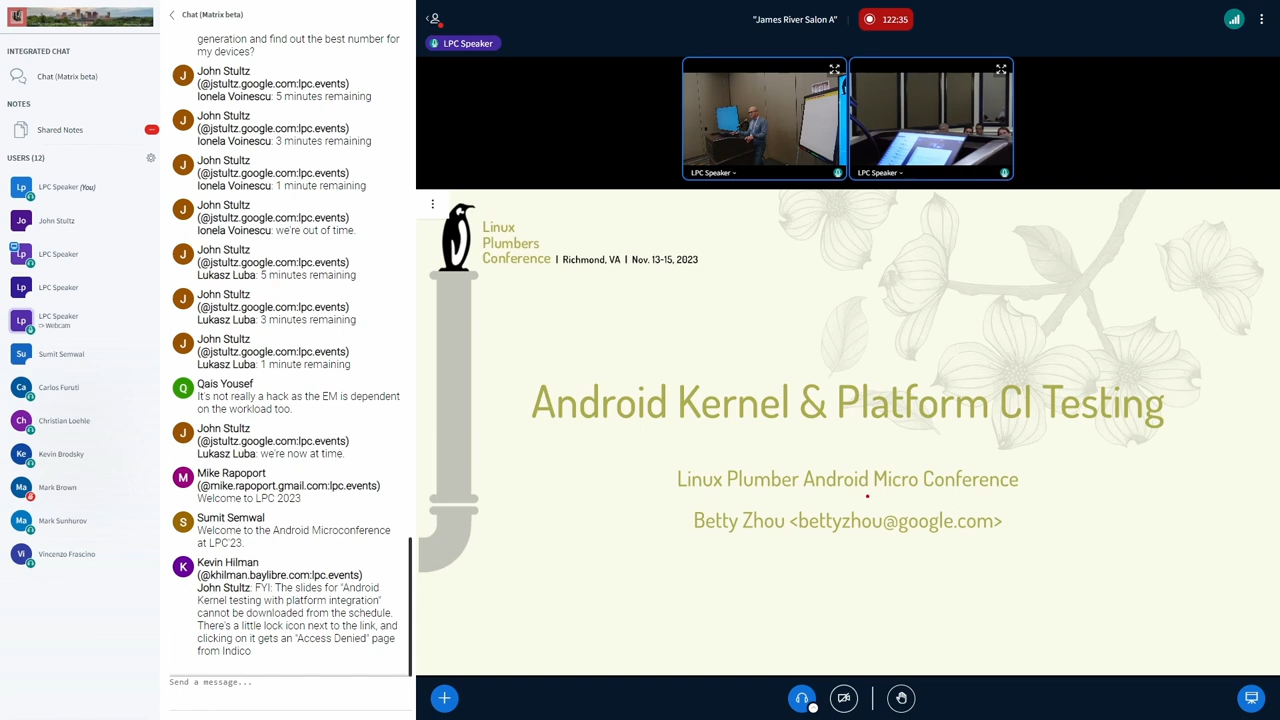 Chat (Matrix beta)
INTEGRATED CHAT
Chat (Matrix beta)
NOTES
Shared Notes
USERS (12)
Lp
LPC Speaker (You)
Jo
John Stultz
Lp
LPC Speaker
Lp
LPC Speaker
Lp
LPC Speaker
Webcam
Su
Sumit Semwal
Ca
Carlos Furuti
Ch
Christian Loehle
Ke
Kevin Brodsky
Ma
Mark Brown
Ma
Mark Sunhurov
Vi
Vincenzo Frascino
generation and find out the best number for
my devices?
J
John Stultz
(@jstultz.google.com:lpc.events)
Ionela Voinescu: 5 minutes remaining
J
John Stultz
(@jstultz.google.com:lpc.events)
Ionela Voinescu: 3 minutes remaining
J
John Stultz
(@jstultz.google.com:lpc.events)
Ionela Voinescu: 1 minute remaining
J
John Stultz
(@jstultz.google.com:lpc.events)
Ionela Voinescu: we're out of time.
J
John Stultz
(@jstultz.google.com:lpc.events)
Lukasz Luba: 5 minutes remaining
J
John Stultz
(@jstultz.google.com:lpc.events)
Lukasz Luba: 3 minutes remaining
J
John Stultz
(@jstultz.google.com:lpc.events)
Lukasz Luba: 1 minute remaining
Q
Qais Yousef
It's not really a hack as the EM is dependent
on the workload too.
J
John Stultz
(@jstultz.google.com:lpc.events)
Lukasz Luba: we're now at time.
M
Mike Rapoport
(@mike.rapoport.gmail.com:lpc.events)
Welcome to LPC 2023
S
Sumit Semwal
Welcome to the Android Microconference
at LPC'23.
K
Kevin Hilman
(@khilman.baylibre.com:lpc.events)
John Stultz: FYI: The slides for "Android
Kernel testing with platform integration"
cannot be downloaded from the schedule.
There's a little lock icon next to the link, and
clicking on it gets an "Access Denied" page
from Indico
Send a message...
"James River Salon A"
122:35
LPC Speaker
LPC Speaker
LPC Speaker
Linux
Plumbers
Conference | Richmond, VA | Nov. 13-15, 2023
Android Kernel & Platform CI Testing
Linux Plumber Android Micro Conference
Betty Zhou <bettyzhou@google.com>